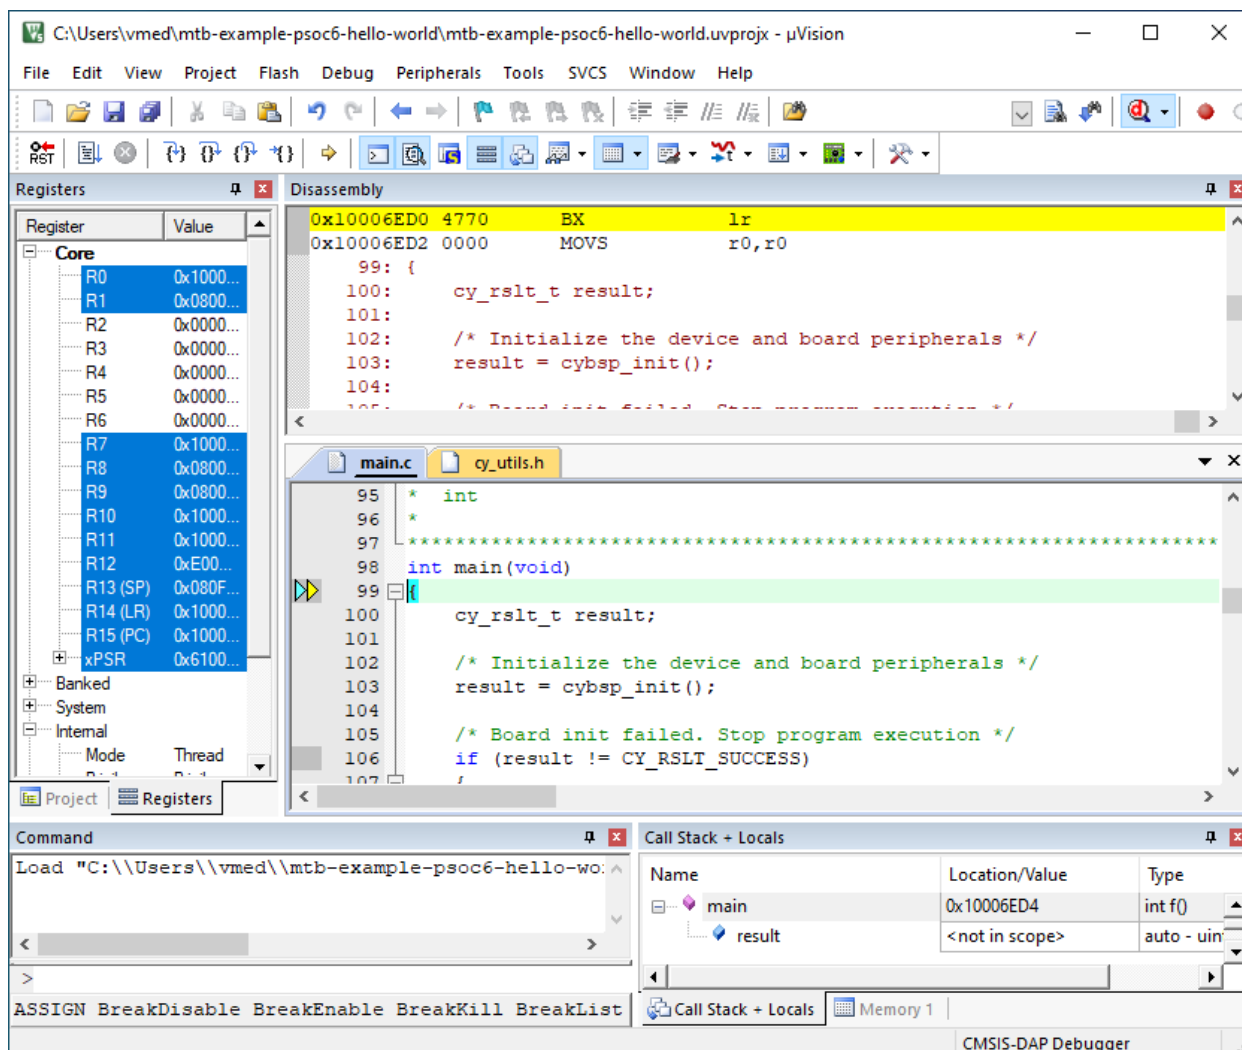 C:\Users\vmed\mtb-example-psoc6-hello-world\mtb-example-psoc6-hello-world.uvprojx - µVision
File Edit View Project Flash Debug Peripherals Tools SVCS Window Help
RST
Registers
Register Value
Core
R0 0x1000...
R1 0x0800...
R2 0x0000...
R3 0x0000...
R4 0x0000...
R5 0x0000...
R6 0x0000...
R7 0x1000...
R8 0x0800...
R9 0x0800...
R10 0x1000...
R11 0x1000...
R12 0xE00...
R13 (SP) 0x080F...
R14 (LR) 0x1000...
R15 (PC) 0x1000...
xPSR 0x6100...
Banked
System
Internal
Mode Thread
Project Registers
Disassembly
0x10006ED0 4770 BX lr
0x10006ED2 0000 MOVS r0,r0
99: {
100: cy_rslt_t result;
101:
102: /* Initialize the device and board peripherals */
103: result = cybsp_init();
104:
105: /* Board init failed. Stop program execution */
main.c cy_utils.h
95 * int
96 *
97 *********************************************************************
98 int main(void)
99 {
100 cy_rslt_t result;
101
102 /* Initialize the device and board peripherals */
103 result = cybsp_init();
104
105 /* Board init failed. Stop program execution */
106 if (result != CY_RSLT_SUCCESS)
107 {
Command
Load "C:\\Users\\vmed\\mtb-example-psoc6-hello-wo
>
ASSIGN BreakDisable BreakEnable BreakKill BreakList
Call Stack + Locals
Name Location/Value Type
main 0x10006ED4 int f()
result <not in scope> auto - uin
Call Stack + Locals Memory 1
CMSIS-DAP Debugger